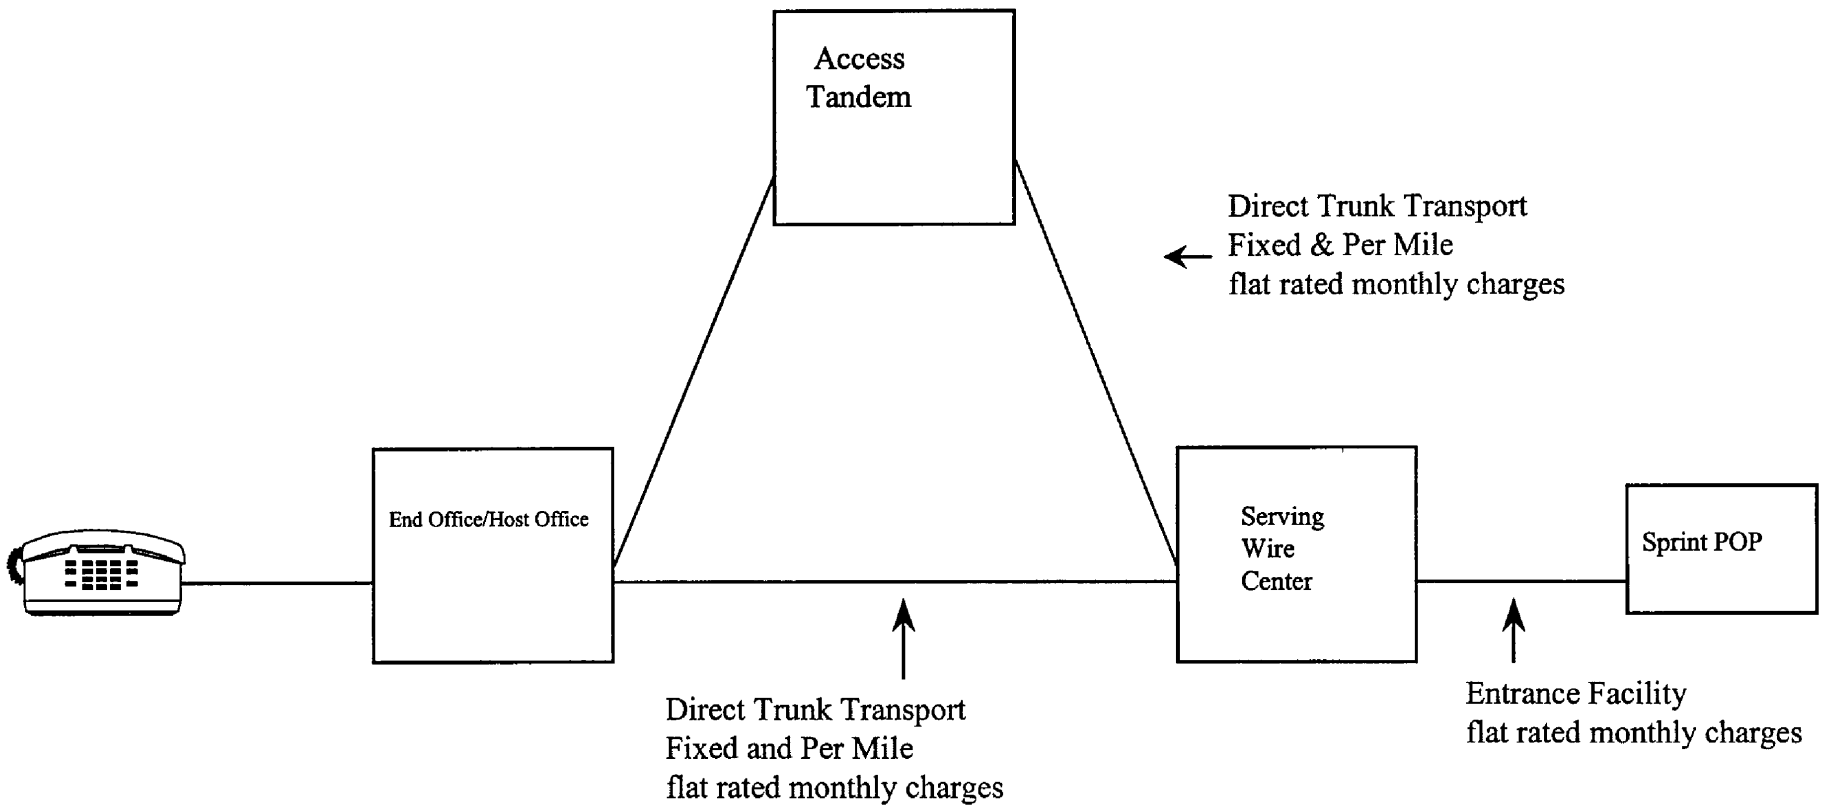 Access
Tandem
Direct Trunk Transport
Fixed & Per Mile
flat rated monthly charges
End Office/Host Office
Serving
Wire
Center
Sprint POP
Direct Trunk Transport
Fixed and Per Mile
flat rated monthly charges
Entrance Facility
flat rated monthly charges